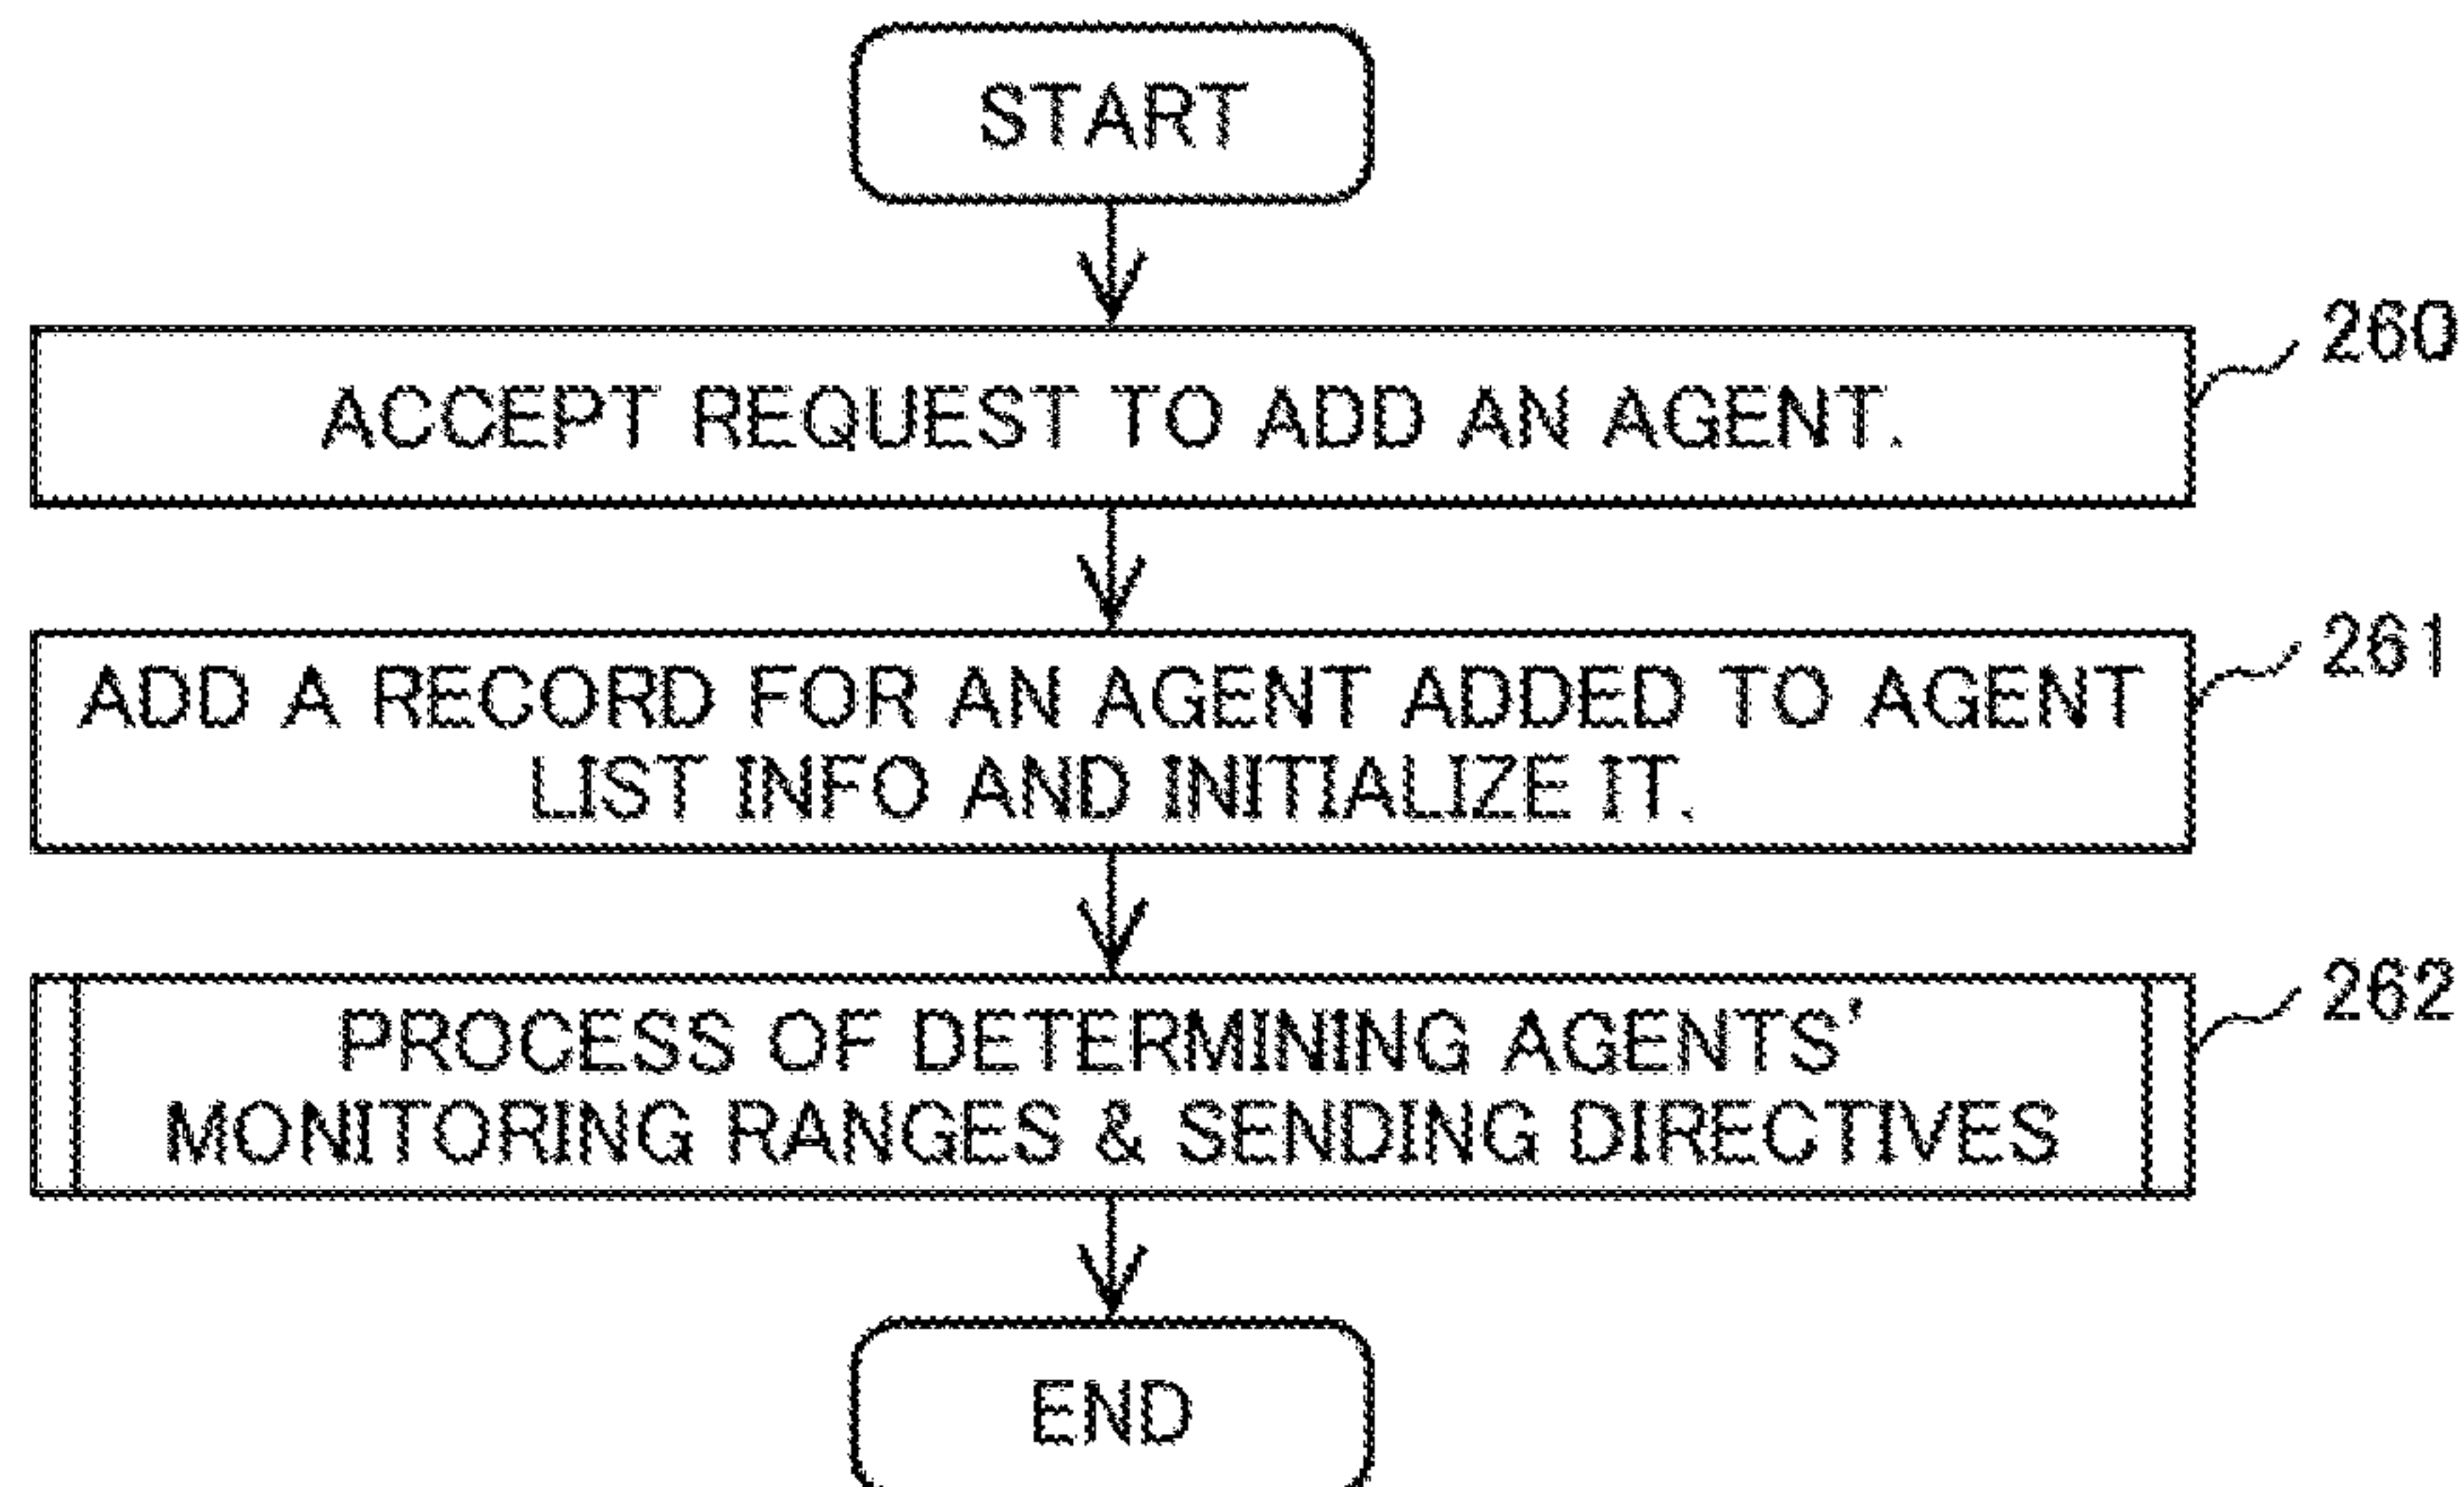 START
260
ACCEPT REQUEST TO ADD AN AGENT.
261
ADD A RECORD FOR AN AGENT ADDED TO AGENT
LIST INFO AND INITIALIZE IT.
262
PROCESS OF DETERMINING AGENTS'
MONITORING RANGES & SENDING DIRECTIVES
END